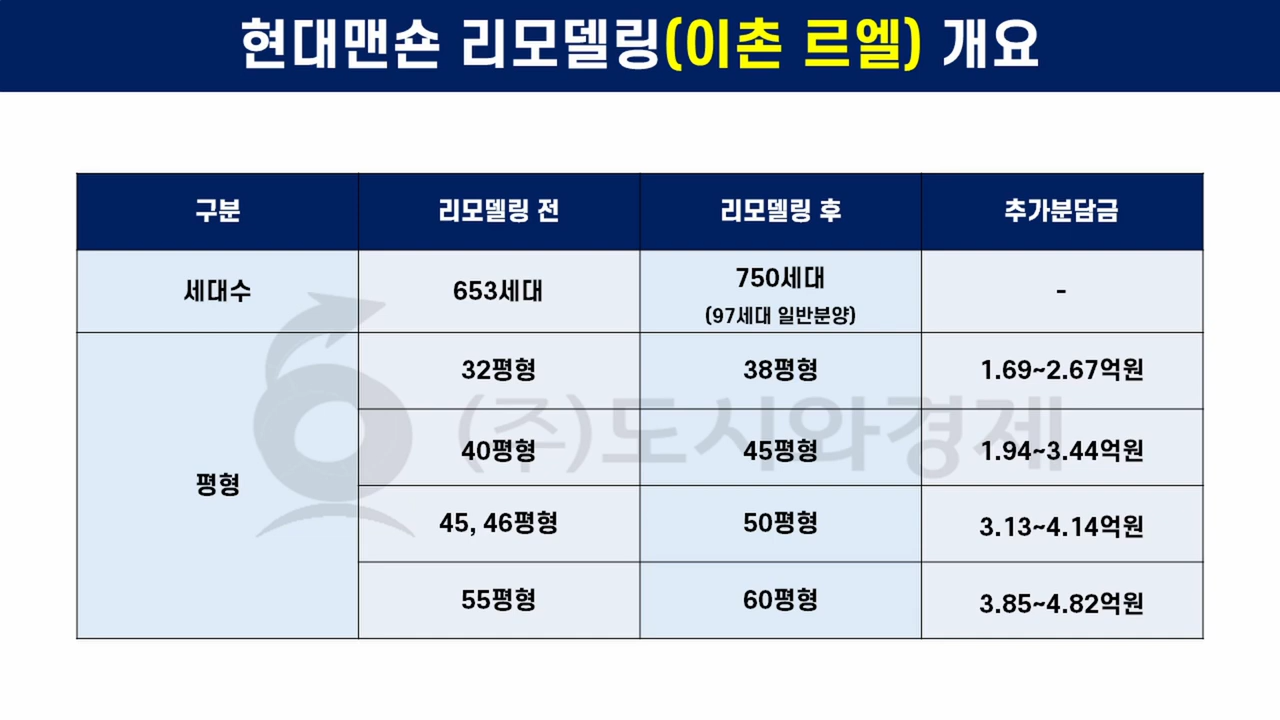 현대맨숀 리모델링(이촌 르엘) 개요
구분 리모델링 전 리모델링 후 추가분담금
세대수 653세대 750세대 (97세대 일반분양) -
평형 32평형 38평형 1.69~2.67억원
40평형 45평형 1.94~3.44억원
45, 46평형 50평형 3.13~4.14억원
55평형 60평형 3.85~4.82억원
(주)도시와경제